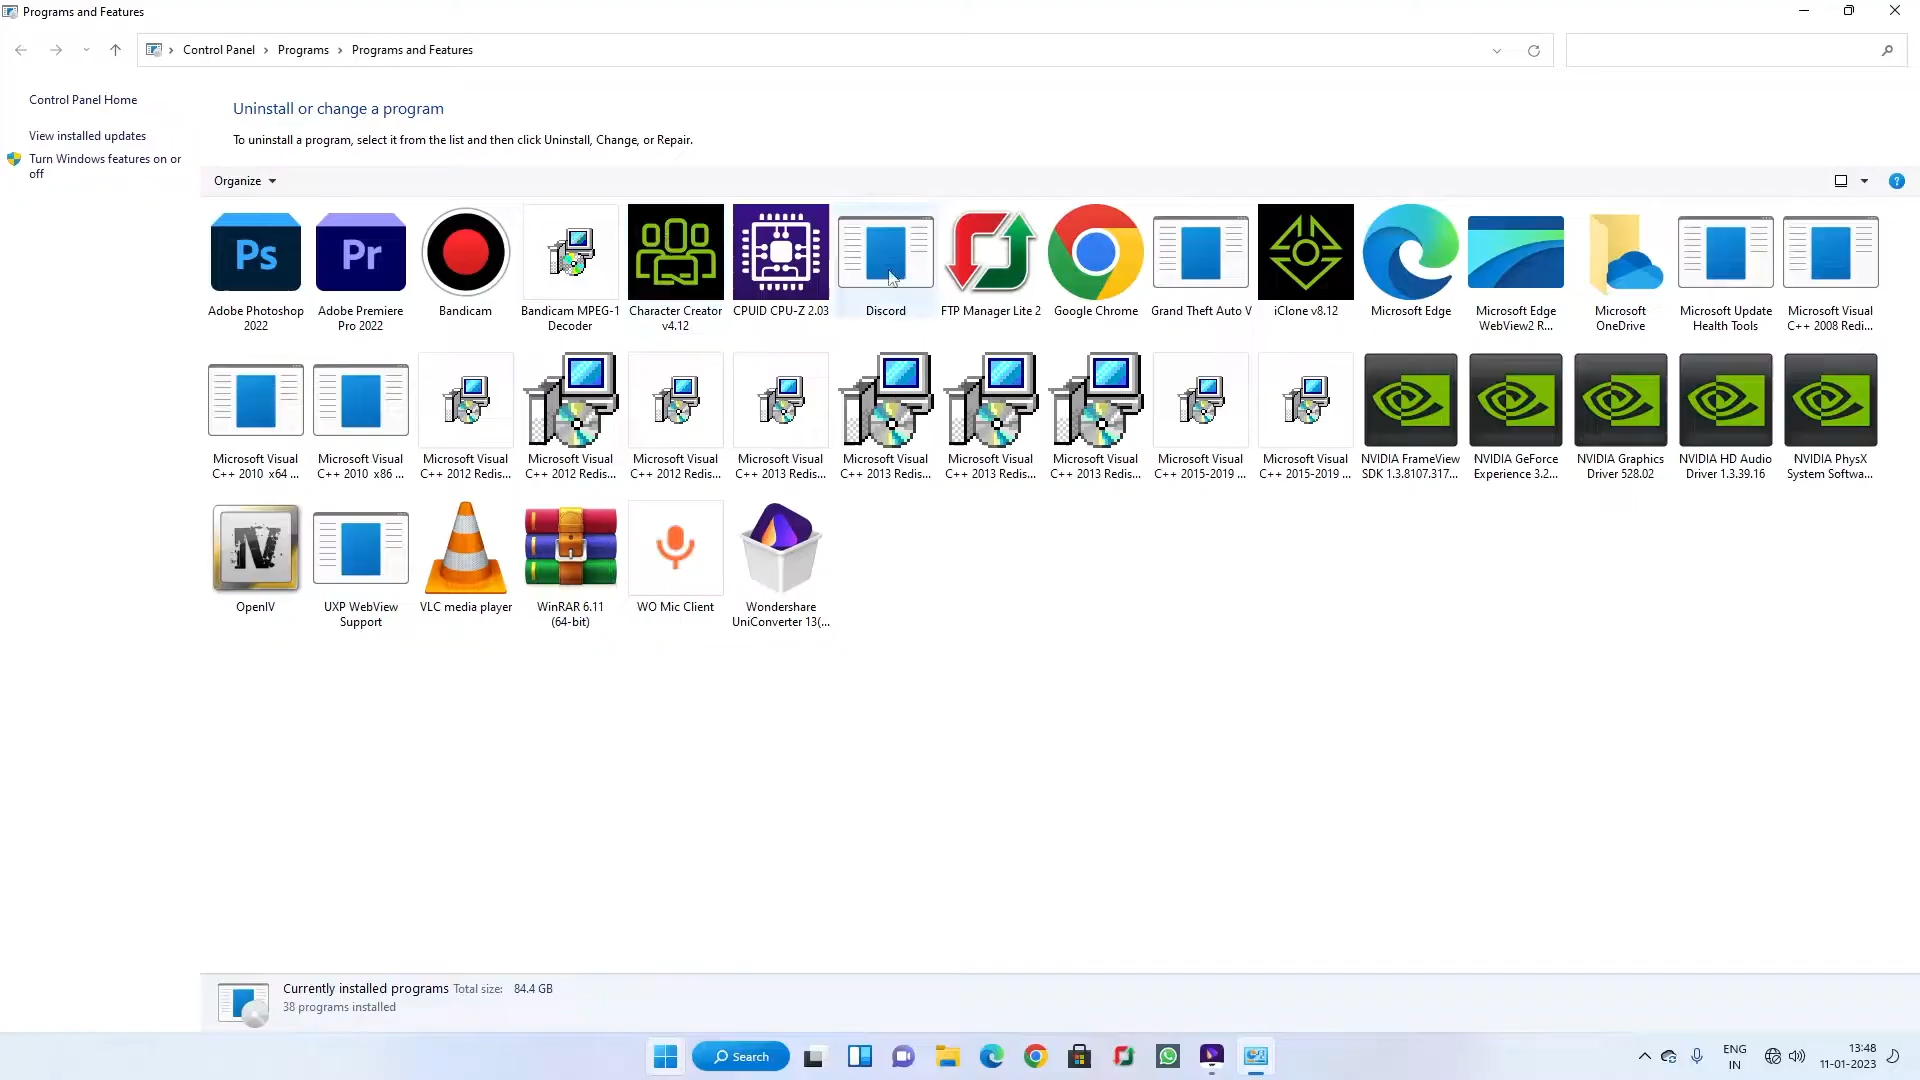 Programs and Features
Control Panel
Programs
Programs and Features
Control Panel Home
View installed updates
Turn Windows features on or
off
Uninstall or change a program
To uninstall a program, select it from the list and then click Uninstall, Change, or Repair.
Organize
Ps
Pr
Adobe Photoshop
2022
Adobe Premiere
Pro 2022
Bandicam
Bandicam MPEG-1
Decoder
Character Creator
v4.12
CPUID CPU-Z 2.03
Discord
FTP Manager Lite 2
Google Chrome
Grand Theft Auto V
iClone v8.12
Microsoft Edge
Microsoft Edge
WebView2 R...
Microsoft
OneDrive
Microsoft Update
Health Tools
Microsoft Visual
C++ 2008 Redi...
Microsoft Visual
C++ 2010 x64 ...
Microsoft Visual
C++ 2010 x86 ...
Microsoft Visual
C++ 2012 Redis...
Microsoft Visual
C++ 2012 Redis...
Microsoft Visual
C++ 2012 Redis...
Microsoft Visual
C++ 2013 Redis...
Microsoft Visual
C++ 2013 Redis...
Microsoft Visual
C++ 2013 Redis...
Microsoft Visual
C++ 2013 Redis...
Microsoft Visual
C++ 2015-2019 ...
Microsoft Visual
C++ 2015-2019 ...
NVIDIA FrameView
SDK 1.3.8107.317...
NVIDIA GeForce
Experience 3.2...
NVIDIA Graphics
Driver 528.02
NVIDIA HD Audio
Driver 1.3.39.16
NVIDIA PhysX
System Softwa...
IV
OpenIV
UXP WebView
Support
VLC media player
WinRAR 6.11
(64-bit)
WO Mic Client
Wondershare
UniConverter 13(...
Currently installed programs Total size: 84.4 GB
38 programs installed
Search
ENG
IN
13:48
11-01-2023